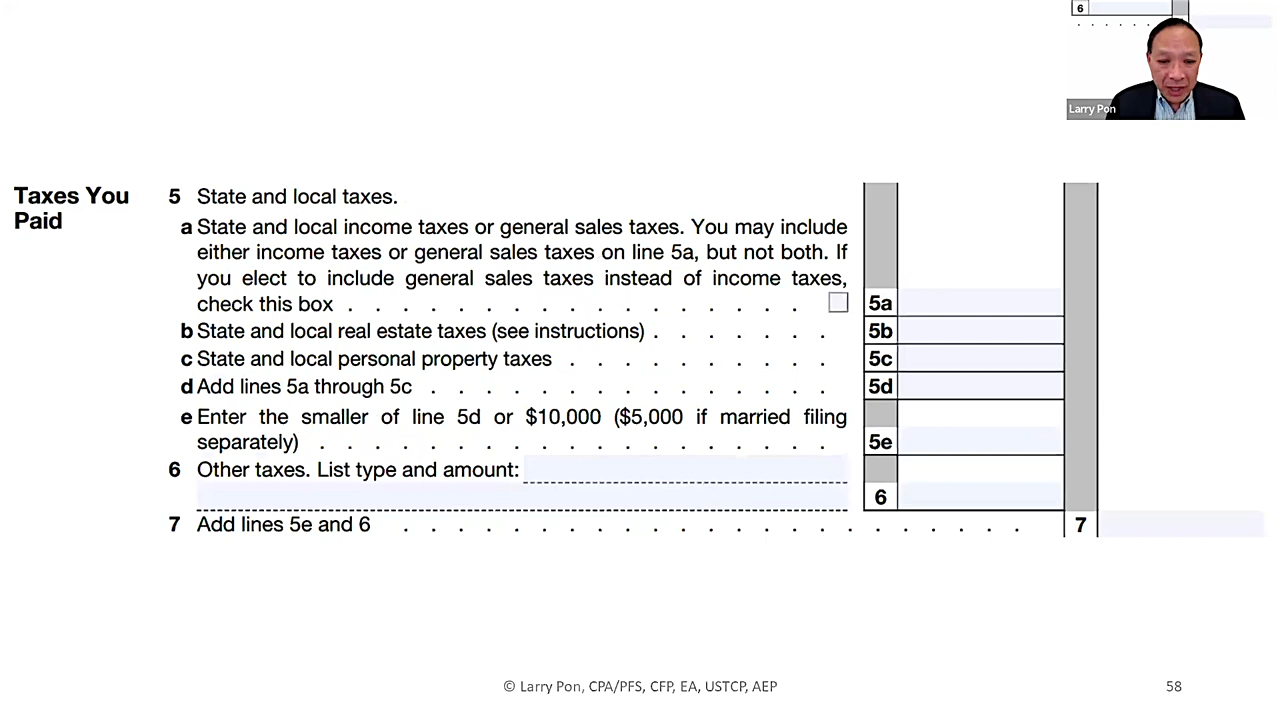 6
. . . . . .
Larry Pon
Taxes You
Paid
5 State and local taxes.
a State and local income taxes or general sales taxes. You may include
either income taxes or general sales taxes on line 5a, but not both. If
you elect to include general sales taxes instead of income taxes,
check this box . . . . . . . . . . . . . . . . . 5a
b State and local real estate taxes (see instructions) . . . . . . . 5b
c State and local personal property taxes . . . . . . . . . . 5c
d Add lines 5a through 5c . . . . . . . . . . . . . . . 5d
e Enter the smaller of line 5d or $10,000 ($5,000 if married filing
separately) . . . . . . . . . . . . . . . . . . . 5e
6 Other taxes. List type and amount:
6
7 Add lines 5e and 6 . . . . . . . . . . . . . . . . . . . . . . . 7
© Larry Pon, CPA/PFS, CFP, EA, USTCP, AEP
58